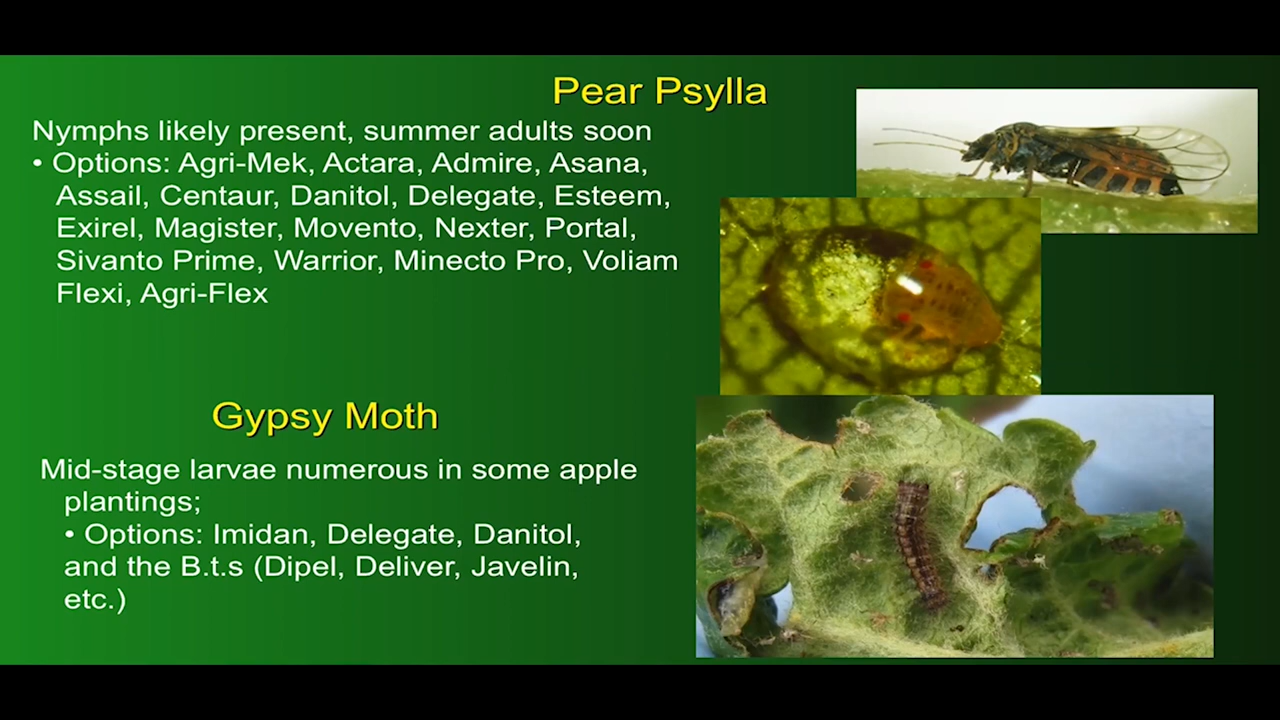 Pear Psylla
Nymphs likely present, summer adults soon
• Options: Agri-Mek, Actara, Admire, Asana,
Assail, Centaur, Danitol, Delegate, Esteem,
Exirel, Magister, Movento, Nexter, Portal,
Sivanto Prime, Warrior, Minecto Pro, Voliam
Flexi, Agri-Flex
Gypsy Moth
Mid-stage larvae numerous in some apple
plantings;
• Options: Imidan, Delegate, Danitol,
and the B.t.s (Dipel, Deliver, Javelin,
etc.)